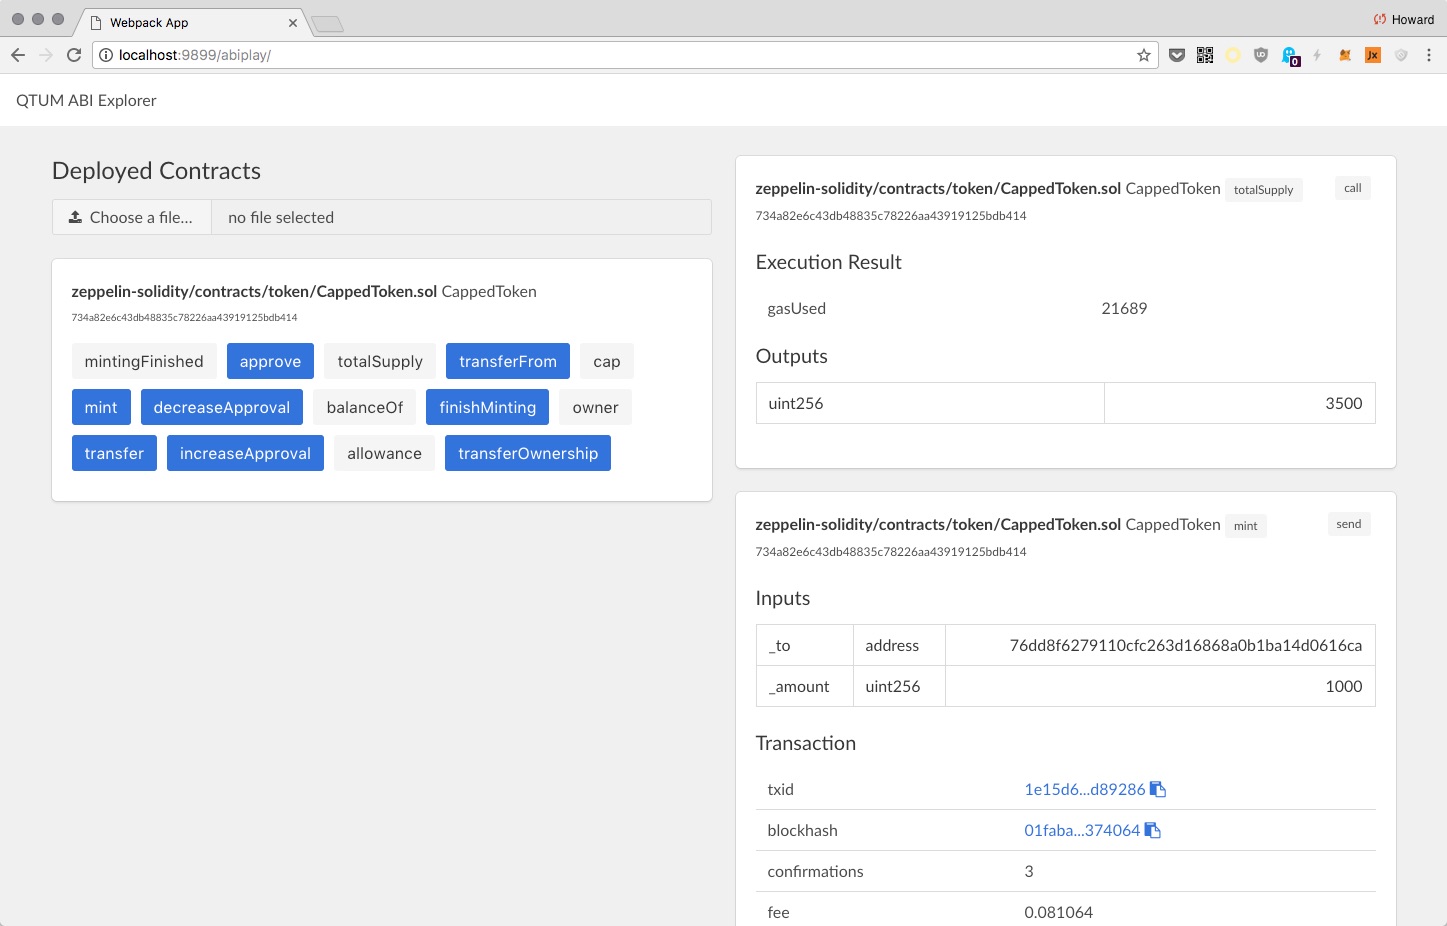 Webpack App
Howard
localhost:9899/abiplay/
0
Jx
QTUM ABI Explorer
Deployed Contracts
Choose a file... no file selected
zeppelin-solidity/contracts/token/CappedToken.sol CappedToken
734a82e6c43db48835c78226aa43919125bdb414
mintingFinished approve totalSupply transferFrom cap
mint decreaseApproval balanceOf finishMinting owner
transfer increaseApproval allowance transferOwnership
zeppelin-solidity/contracts/token/CappedToken.sol CappedToken totalSupply call
734a82e6c43db48835c78226aa43919125bdb414
Execution Result
gasUsed 21689
Outputs
uint256 3500
zeppelin-solidity/contracts/token/CappedToken.sol CappedToken mint send
734a82e6c43db48835c78226aa43919125bdb414
Inputs
_to address 76dd8f6279110cfc263d16868a0b1ba14d0616ca
_amount uint256 1000
Transaction
txid 1e15d6...d89286
blockhash 01faba...374064
confirmations 3
fee 0.081064